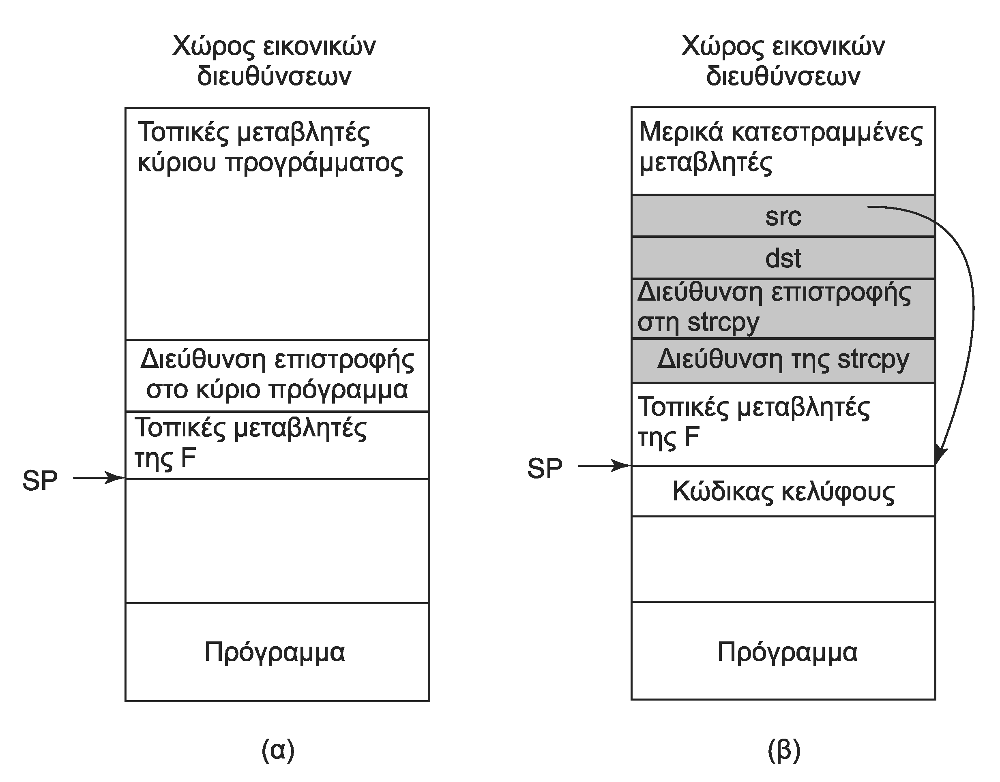 Χώρος εικονικών
διευθύνσεων
Τοπικές μεταβλητές
κύριου προγράμματος
Διεύθυνση επιστροφής
στο κύριο πρόγραμμα
Τοπικές μεταβλητές
της F
SP
Πρόγραμμα
(α)
Χώρος εικονικών
διευθύνσεων
Μερικά κατεστραμμένες
μεταβλητές
src
dst
Διεύθυνση επιστροφής
στη strcpy
Διεύθυνση της strcpy
Τοπικές μεταβλητές
της F
SP
Κώδικας κελύφους
Πρόγραμμα
(β)